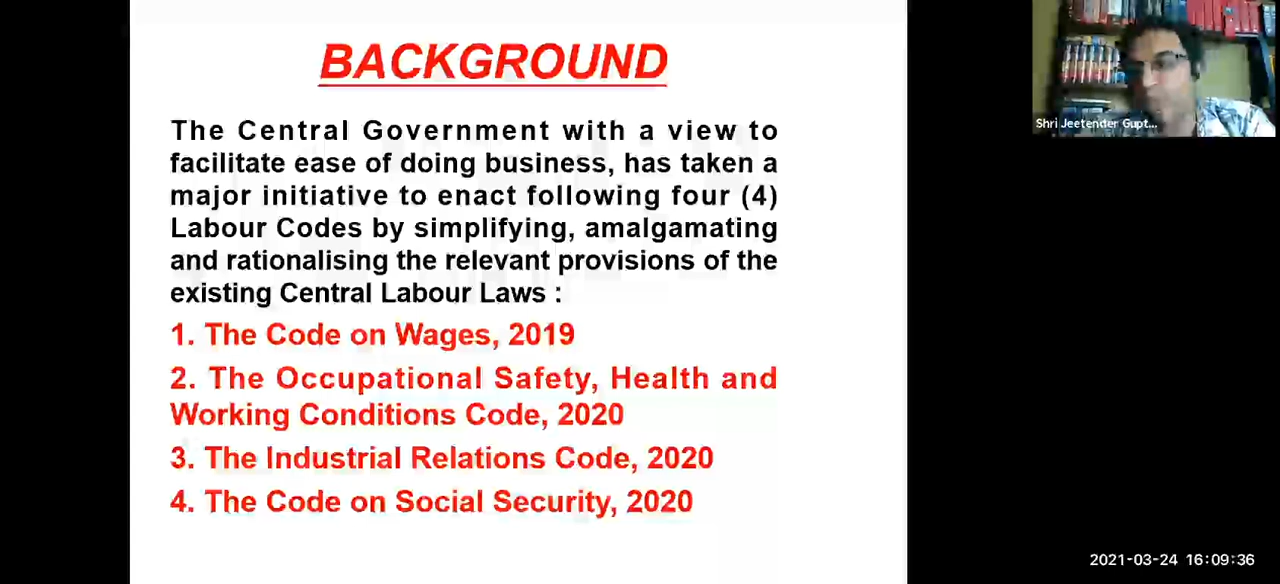 BACKGROUND
The Central Government with a view to
facilitate ease of doing business, has taken a
major initiative to enact following four (4)
Labour Codes by simplifying, amalgamating
and rationalising the relevant provisions of the
existing Central Labour Laws :
1. The Code on Wages, 2019
2. The Occupational Safety, Health and
Working Conditions Code, 2020
3. The Industrial Relations Code, 2020
4. The Code on Social Security, 2020
Shri Jeetender Gupt...
2021-03-24 16:09:36